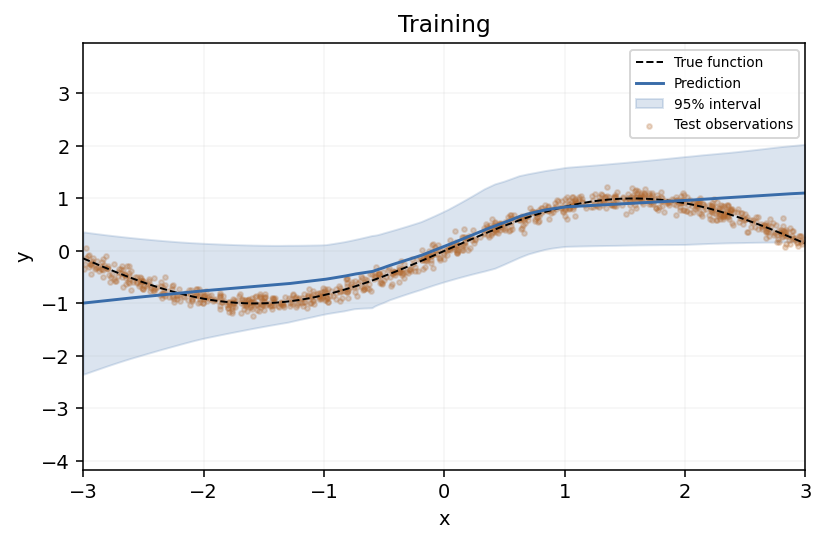 Training
True function
Prediction
95% interval
Test observations
3
2
1
0
−1
−2
−3
−4
y
−3 −2 −1 0 1 2 3
x